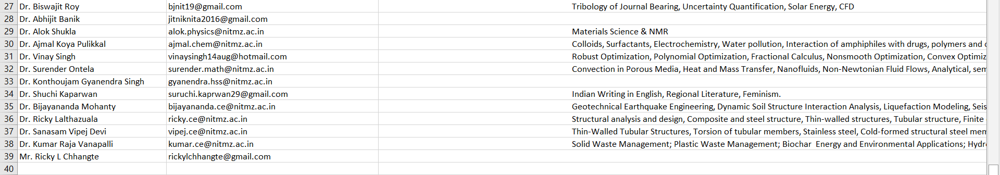 27 Dr. Biswajit Roy bjnit19@gmail.com Tribology of Journal Bearing, Uncertainty Quantification, Solar Energy, CFD
28 Dr. Abhijit Banik jitniknita2016@gmail.com
29 Dr. Alok Shukla alok.physics@nitmz.ac.in Materials Science & NMR
30 Dr. Ajmal Koya Pulikkal ajmal.chem@nitmz.ac.in Colloids, Surfactants, Electrochemistry, Water pollution, Interaction of amphiphiles with drugs, polymers and
31 Dr. Vinay Singh vinaysingh14aug@hotmail.com Robust Optimization, Polynomial Optimization, Fractional Calculus, Nonsmooth Optimization, Convex Optimiz
32 Dr. Surender Ontela surender.math@nitmz.ac.in Convection in Porous Media, Heat and Mass Transfer, Nanofluids, Non-Newtonian Fluid Flows, Analytical, sem
33 Dr. Konthoujam Gyanendra Singh gyanendra.hss@nitmz.ac.in
34 Dr. Shuchi Kaparwan suruchi.kaprwan29@gmail.com Indian Writing in English, Regional Literature, Feminism.
35 Dr. Bijayananda Mohanty bijayananda.ce@nitmz.ac.in Geotechnical Earthquake Engineering, Dynamic Soil Structure Interaction Analysis, Liquefaction Modeling, Seis
36 Dr. Ricky Lalthazuala ricky.ce@nitmz.ac.in Structural analysis and design, Composite and steel structure, Thin-walled structures, Tubular structure, Finite
37 Dr. Sanasam Vipej Devi vipej.ce@nitmz.ac.in Thin-Walled Tubular Structures, Torsion of tubular members, Stainless steel, Cold-formed structural steel mem
38 Dr. Kumar Raja Vanapalli kumar.ce@nitmz.ac.in Solid Waste Management; Plastic Waste Management; Biochar Energy and Environmental Applications; Hydr
39 Mr. Ricky L Chhangte rickylchhangte@gmail.com
40